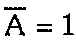 A̿ = 1